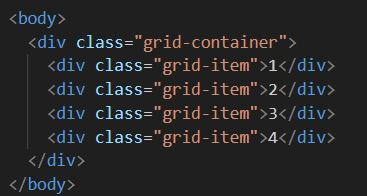 <body>
  <div class="grid-container">
    <div class="grid-item">1</div>
    <div class="grid-item">2</div>
    <div class="grid-item">3</div>
    <div class="grid-item">4</div>
  </div>
</body>